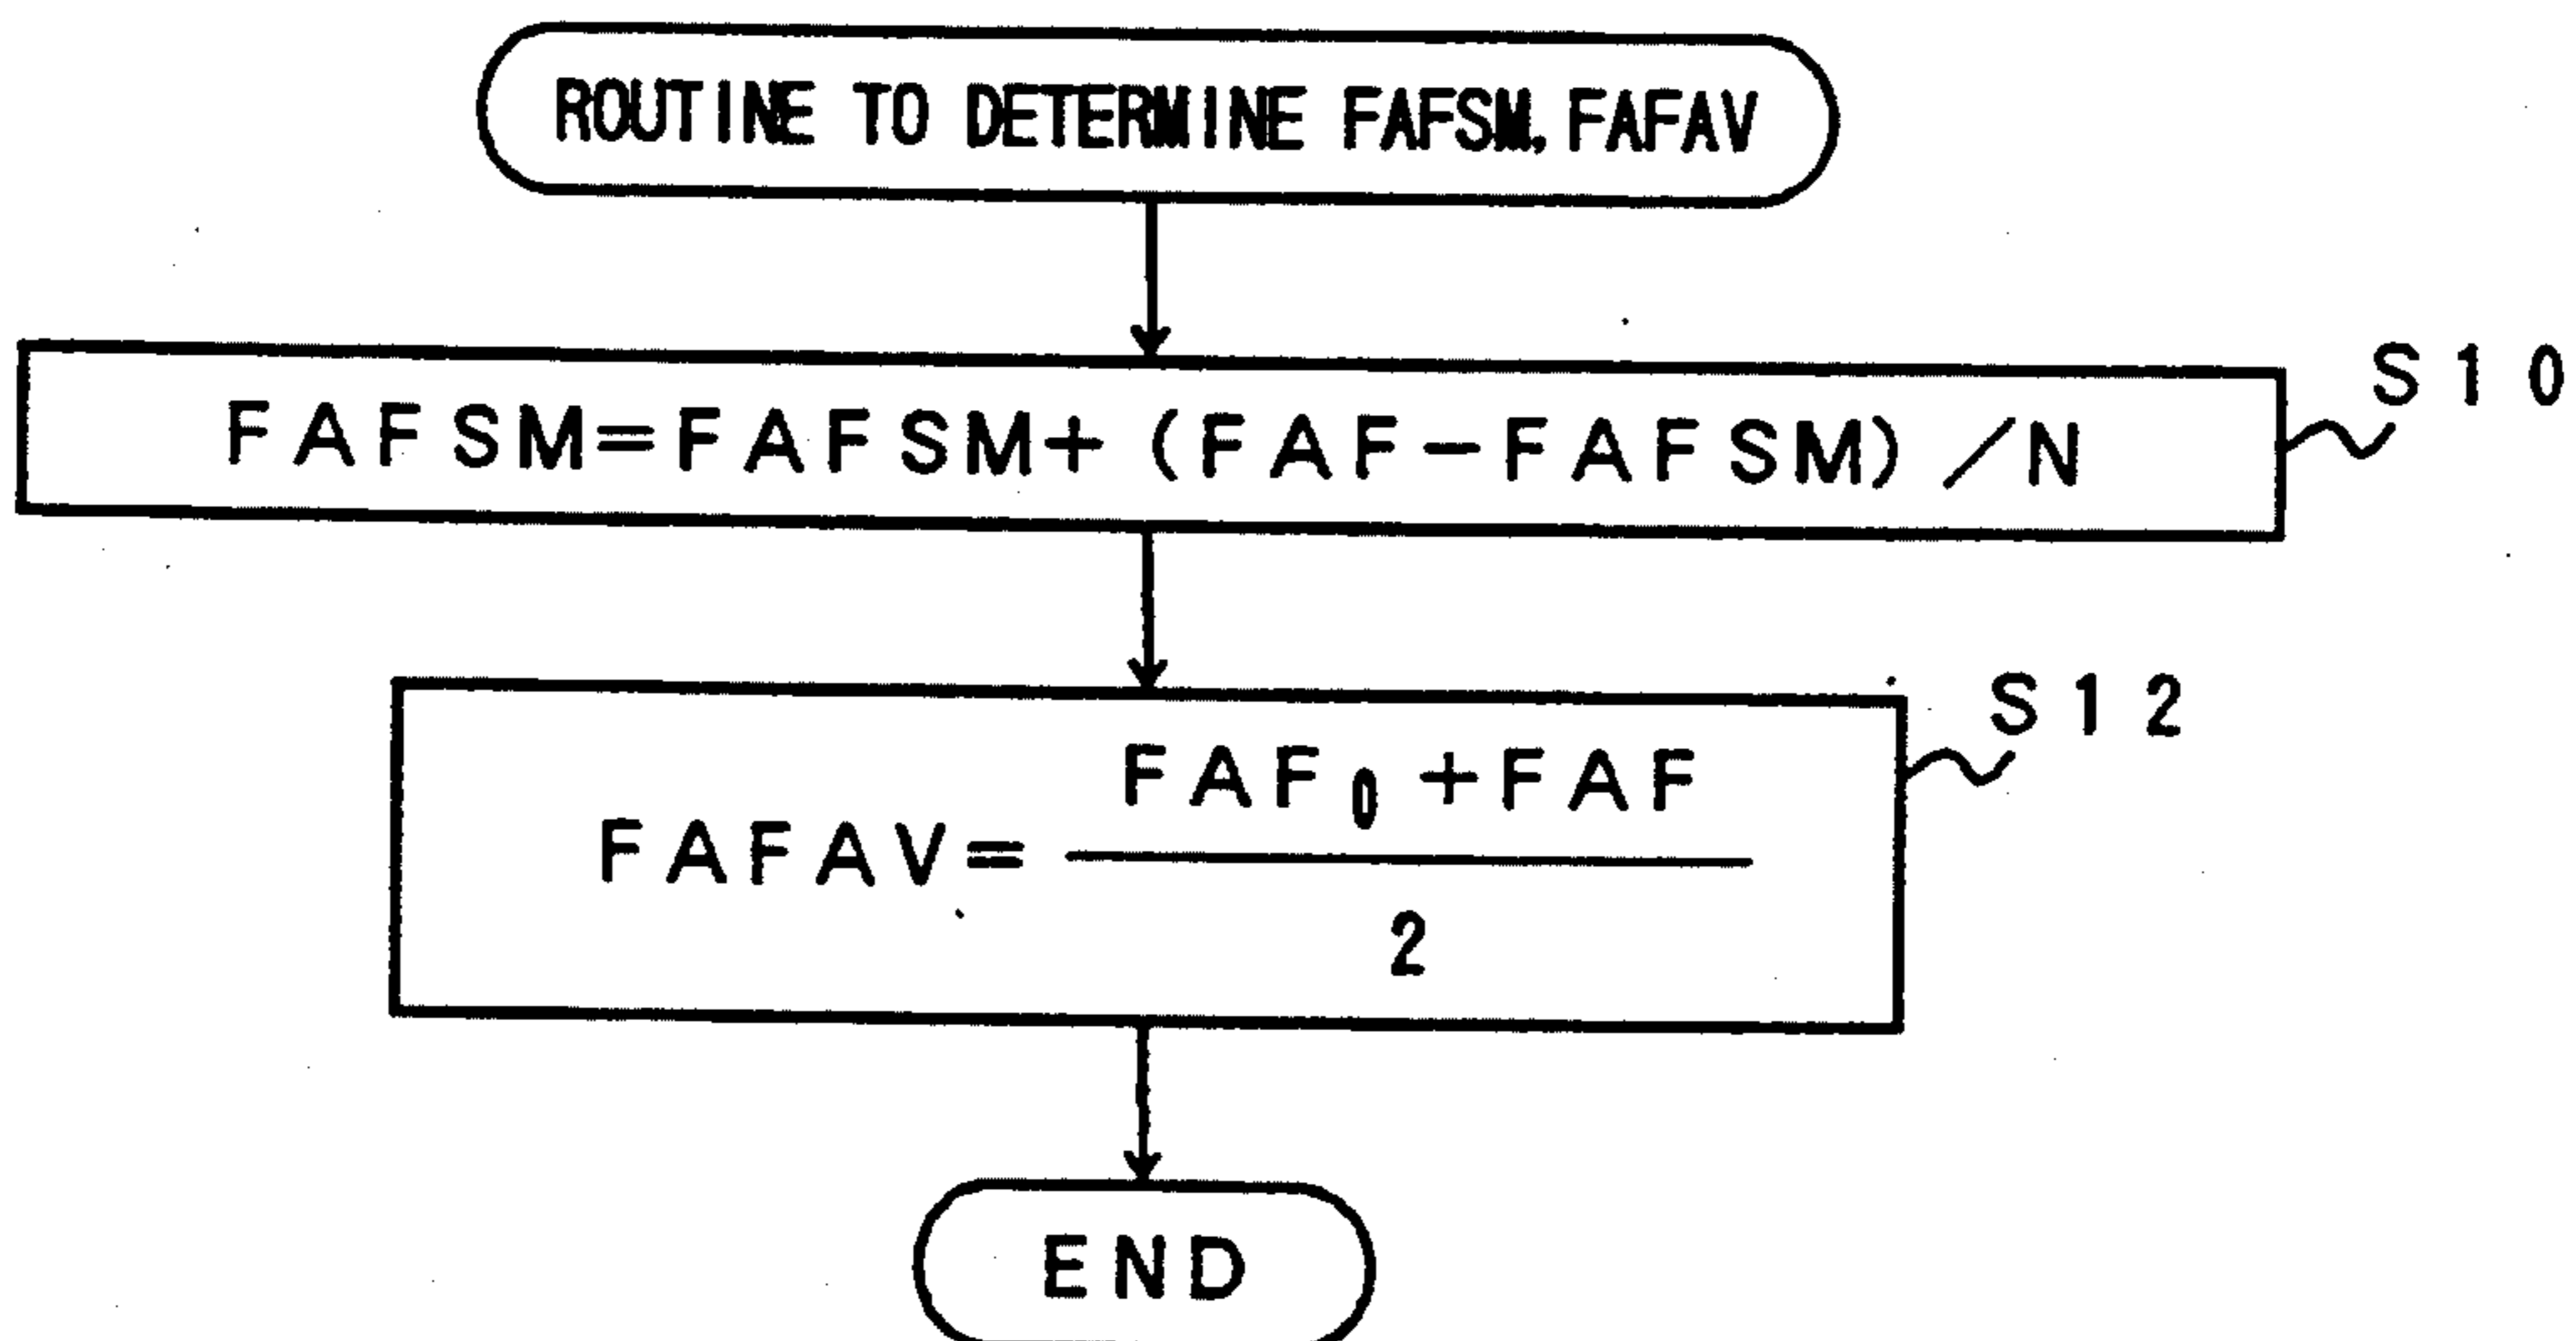 ROUTINE TO DETERMINE FAFSM, FAFAV
FAFSM=FAFSM+(FAF-FAFSM)/N
S10
S12
FAF₀+FAF
FAFAV=
2
END